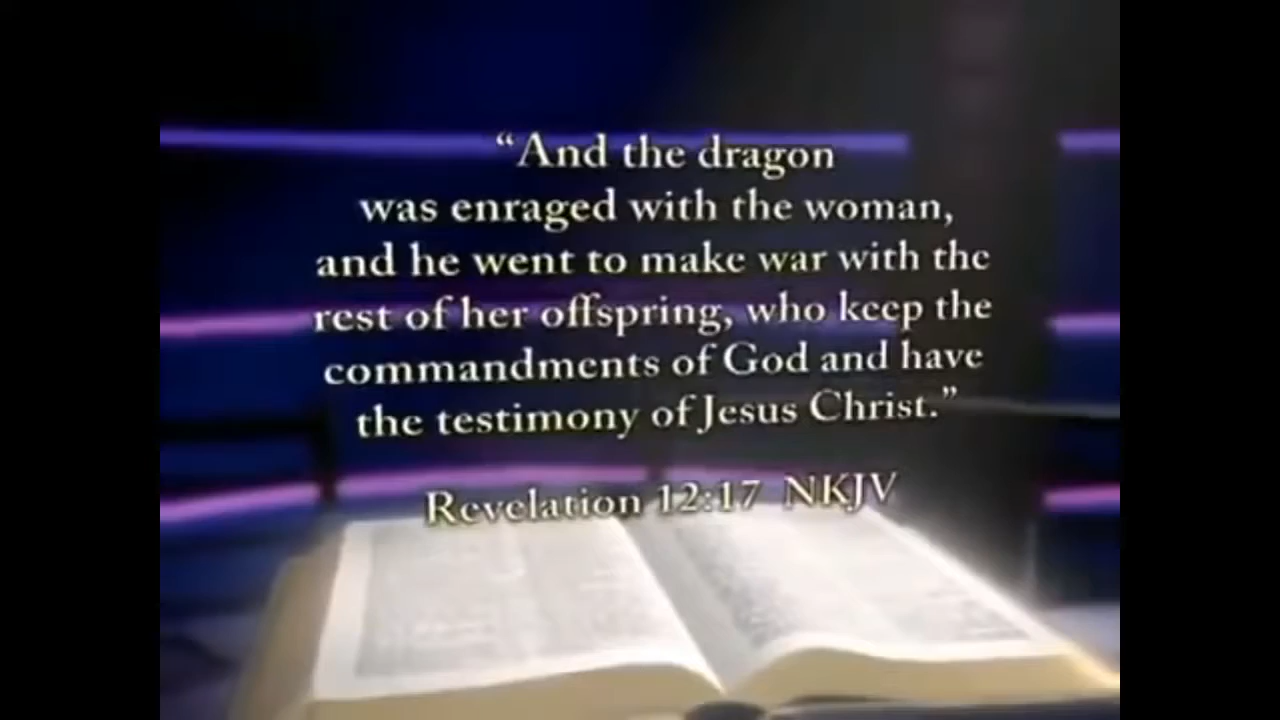 “And the dragon
was enraged with the woman,
and he went to make war with the
rest of her offspring, who keep the
commandments of God and have
the testimony of Jesus Christ.”
Revelation 12:17 NKJV